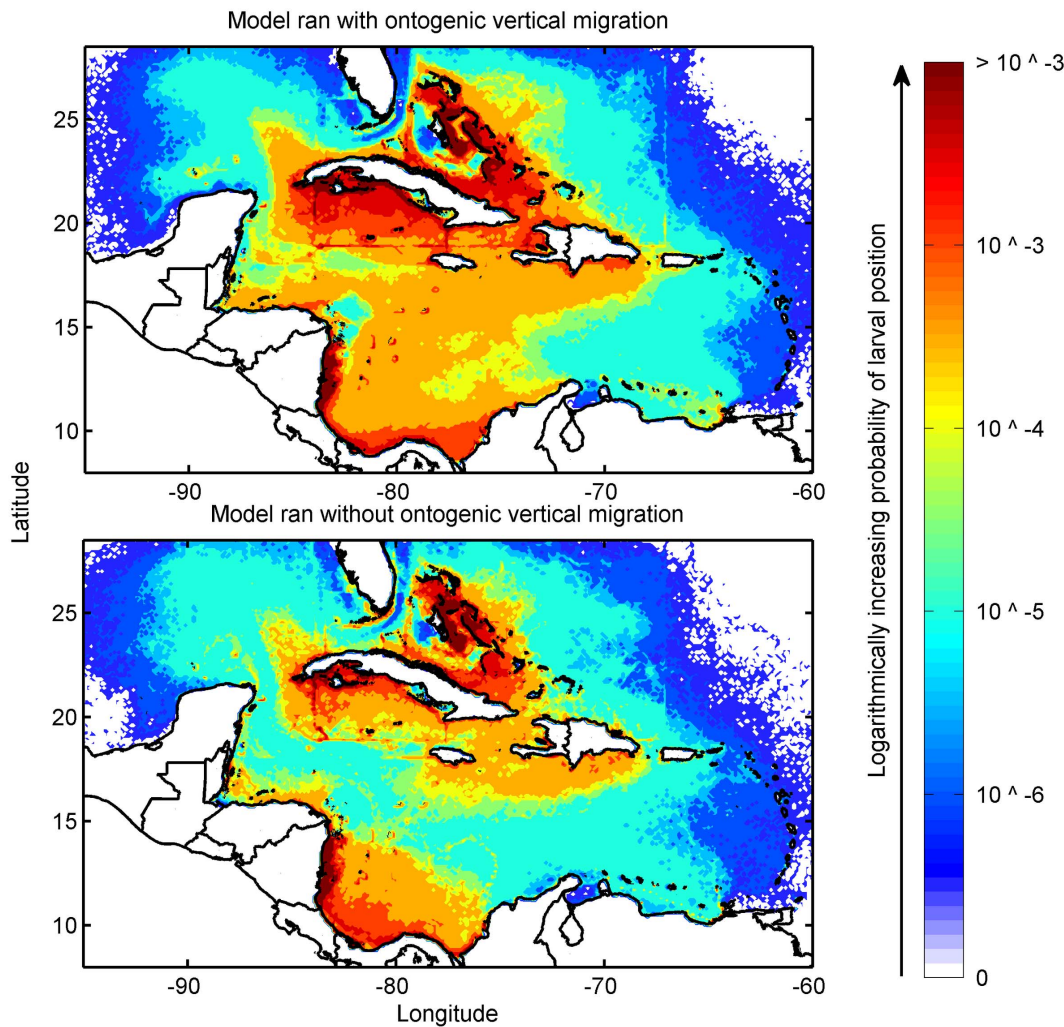 Model ran with ontogenic vertical migration
25
20
15
10
-90
-80
-70
-60
Latitude
Model ran without ontogenic vertical migration
25
20
15
10
-90
-80
-70
-60
Longitude
Logarithmically increasing probability of larval position
> 10 ^ -3
10 ^ -3
10 ^ -4
10 ^ -5
10 ^ -6
0